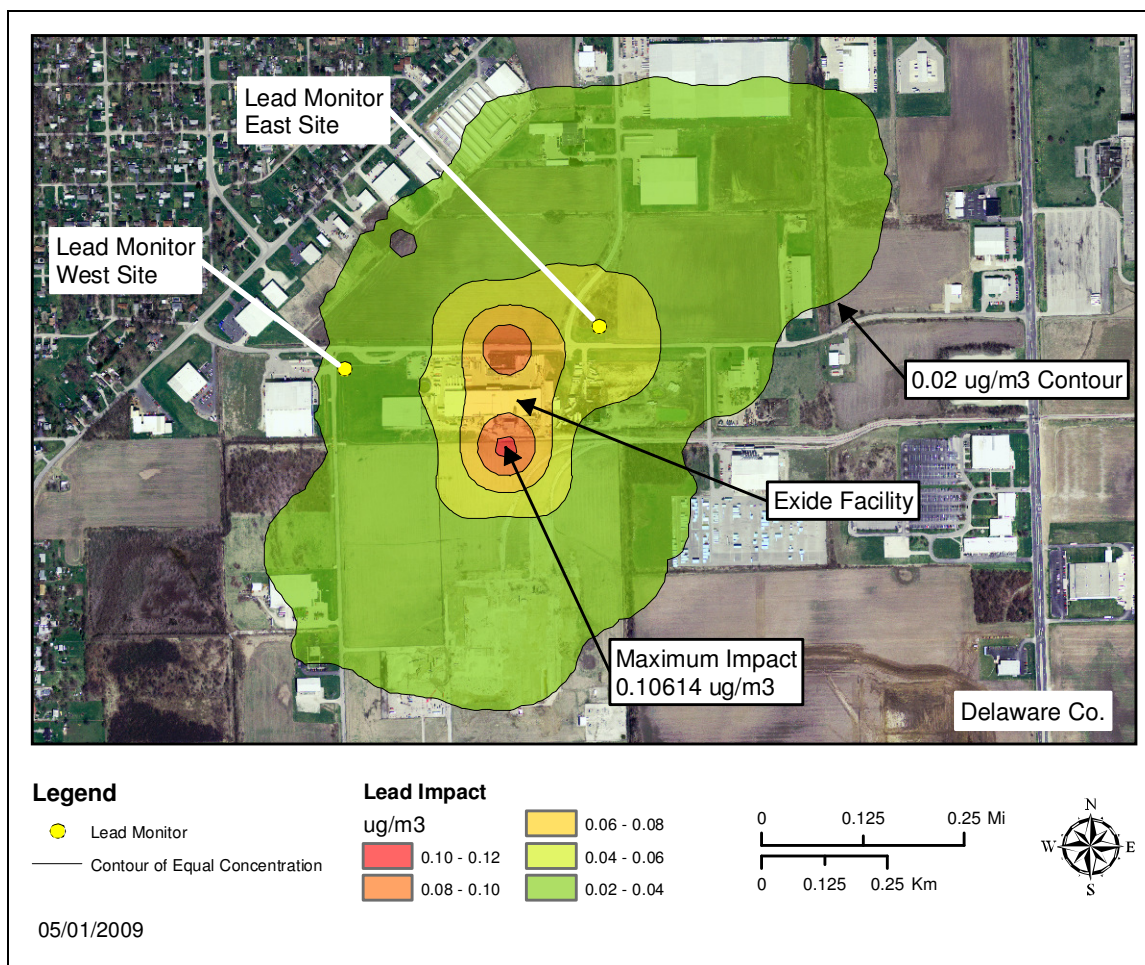 Lead Monitor
East Site
Lead Monitor
West Site
0.02 ug/m3 Contour
Exide Facility
Maximum Impact
0.10614 ug/m3
Delaware Co.
Legend
Lead Monitor
Contour of Equal Concentration
Lead Impact
ug/m3
0.10 - 0.12
0.08 - 0.10
0.06 - 0.08
0.04 - 0.06
0.02 - 0.04
0 0.125 0.25 Mi
0 0.125 0.25 Km
N
W E
S
05/01/2009